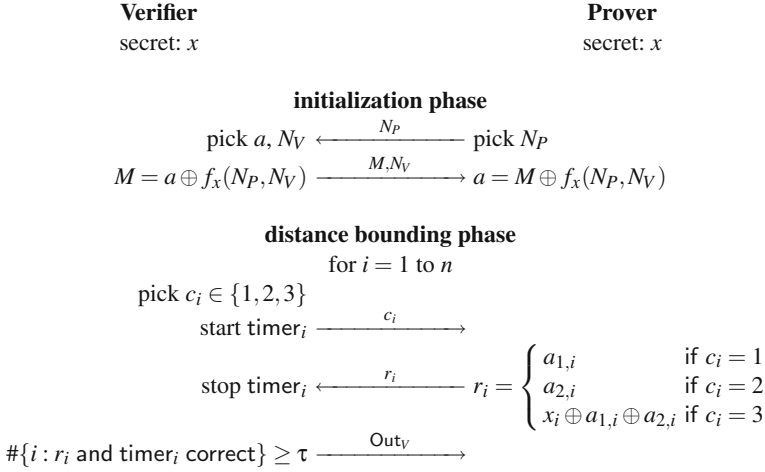 Verifier Prover
secret: x secret: x
initialization phase
pick a, N_V ← N_P pick N_P
M = a ⊕ f_x(N_P, N_V) M,N_V → a = M ⊕ f_x(N_P, N_V)
distance bounding phase
for i = 1 to n
pick c_i ∈ {1,2,3}
start timer_i c_i →
stop timer_i ← r_i r_i = { a_{1,i} if c_i = 1
a_{2,i} if c_i = 2
x_i ⊕ a_{1,i} ⊕ a_{2,i} if c_i = 3
#{i : r_i and timer_i correct} ≥ τ Out_V →